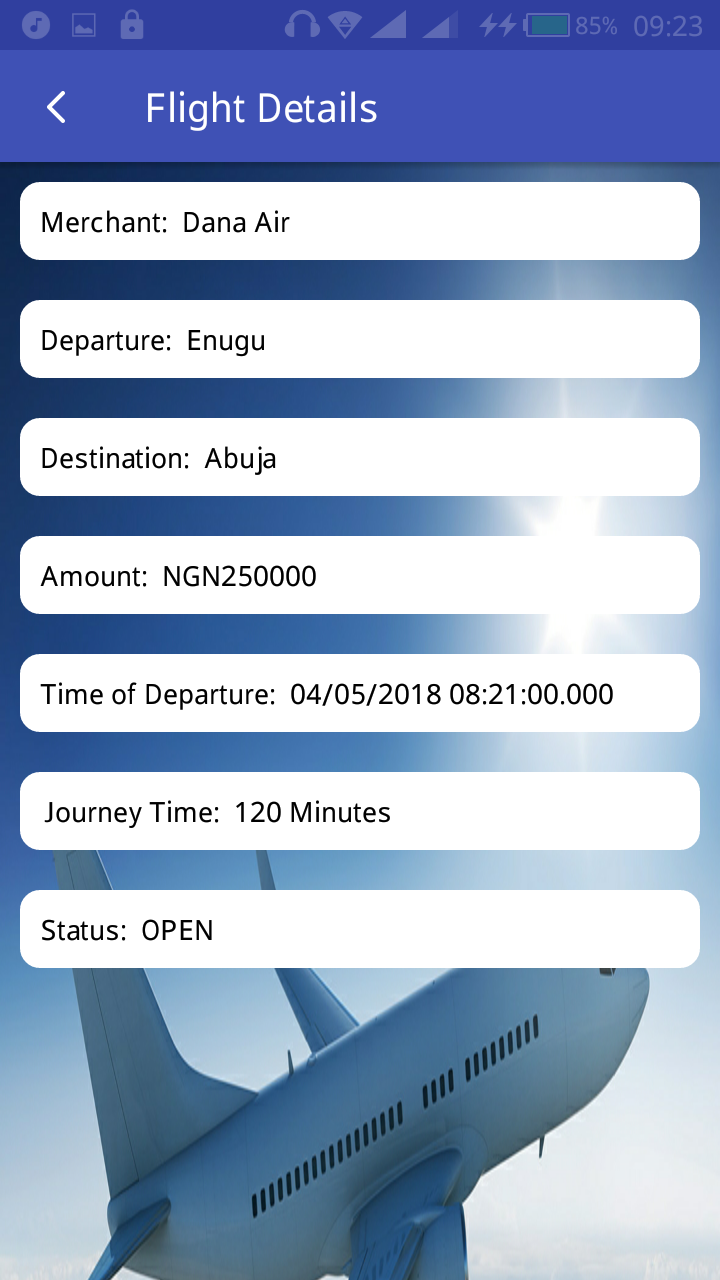 85% 09:23
Flight Details
Merchant: Dana Air
Departure: Enugu
Destination: Abuja
Amount: NGN250000
Time of Departure: 04/05/2018 08:21:00.000
Journey Time: 120 Minutes
Status: OPEN